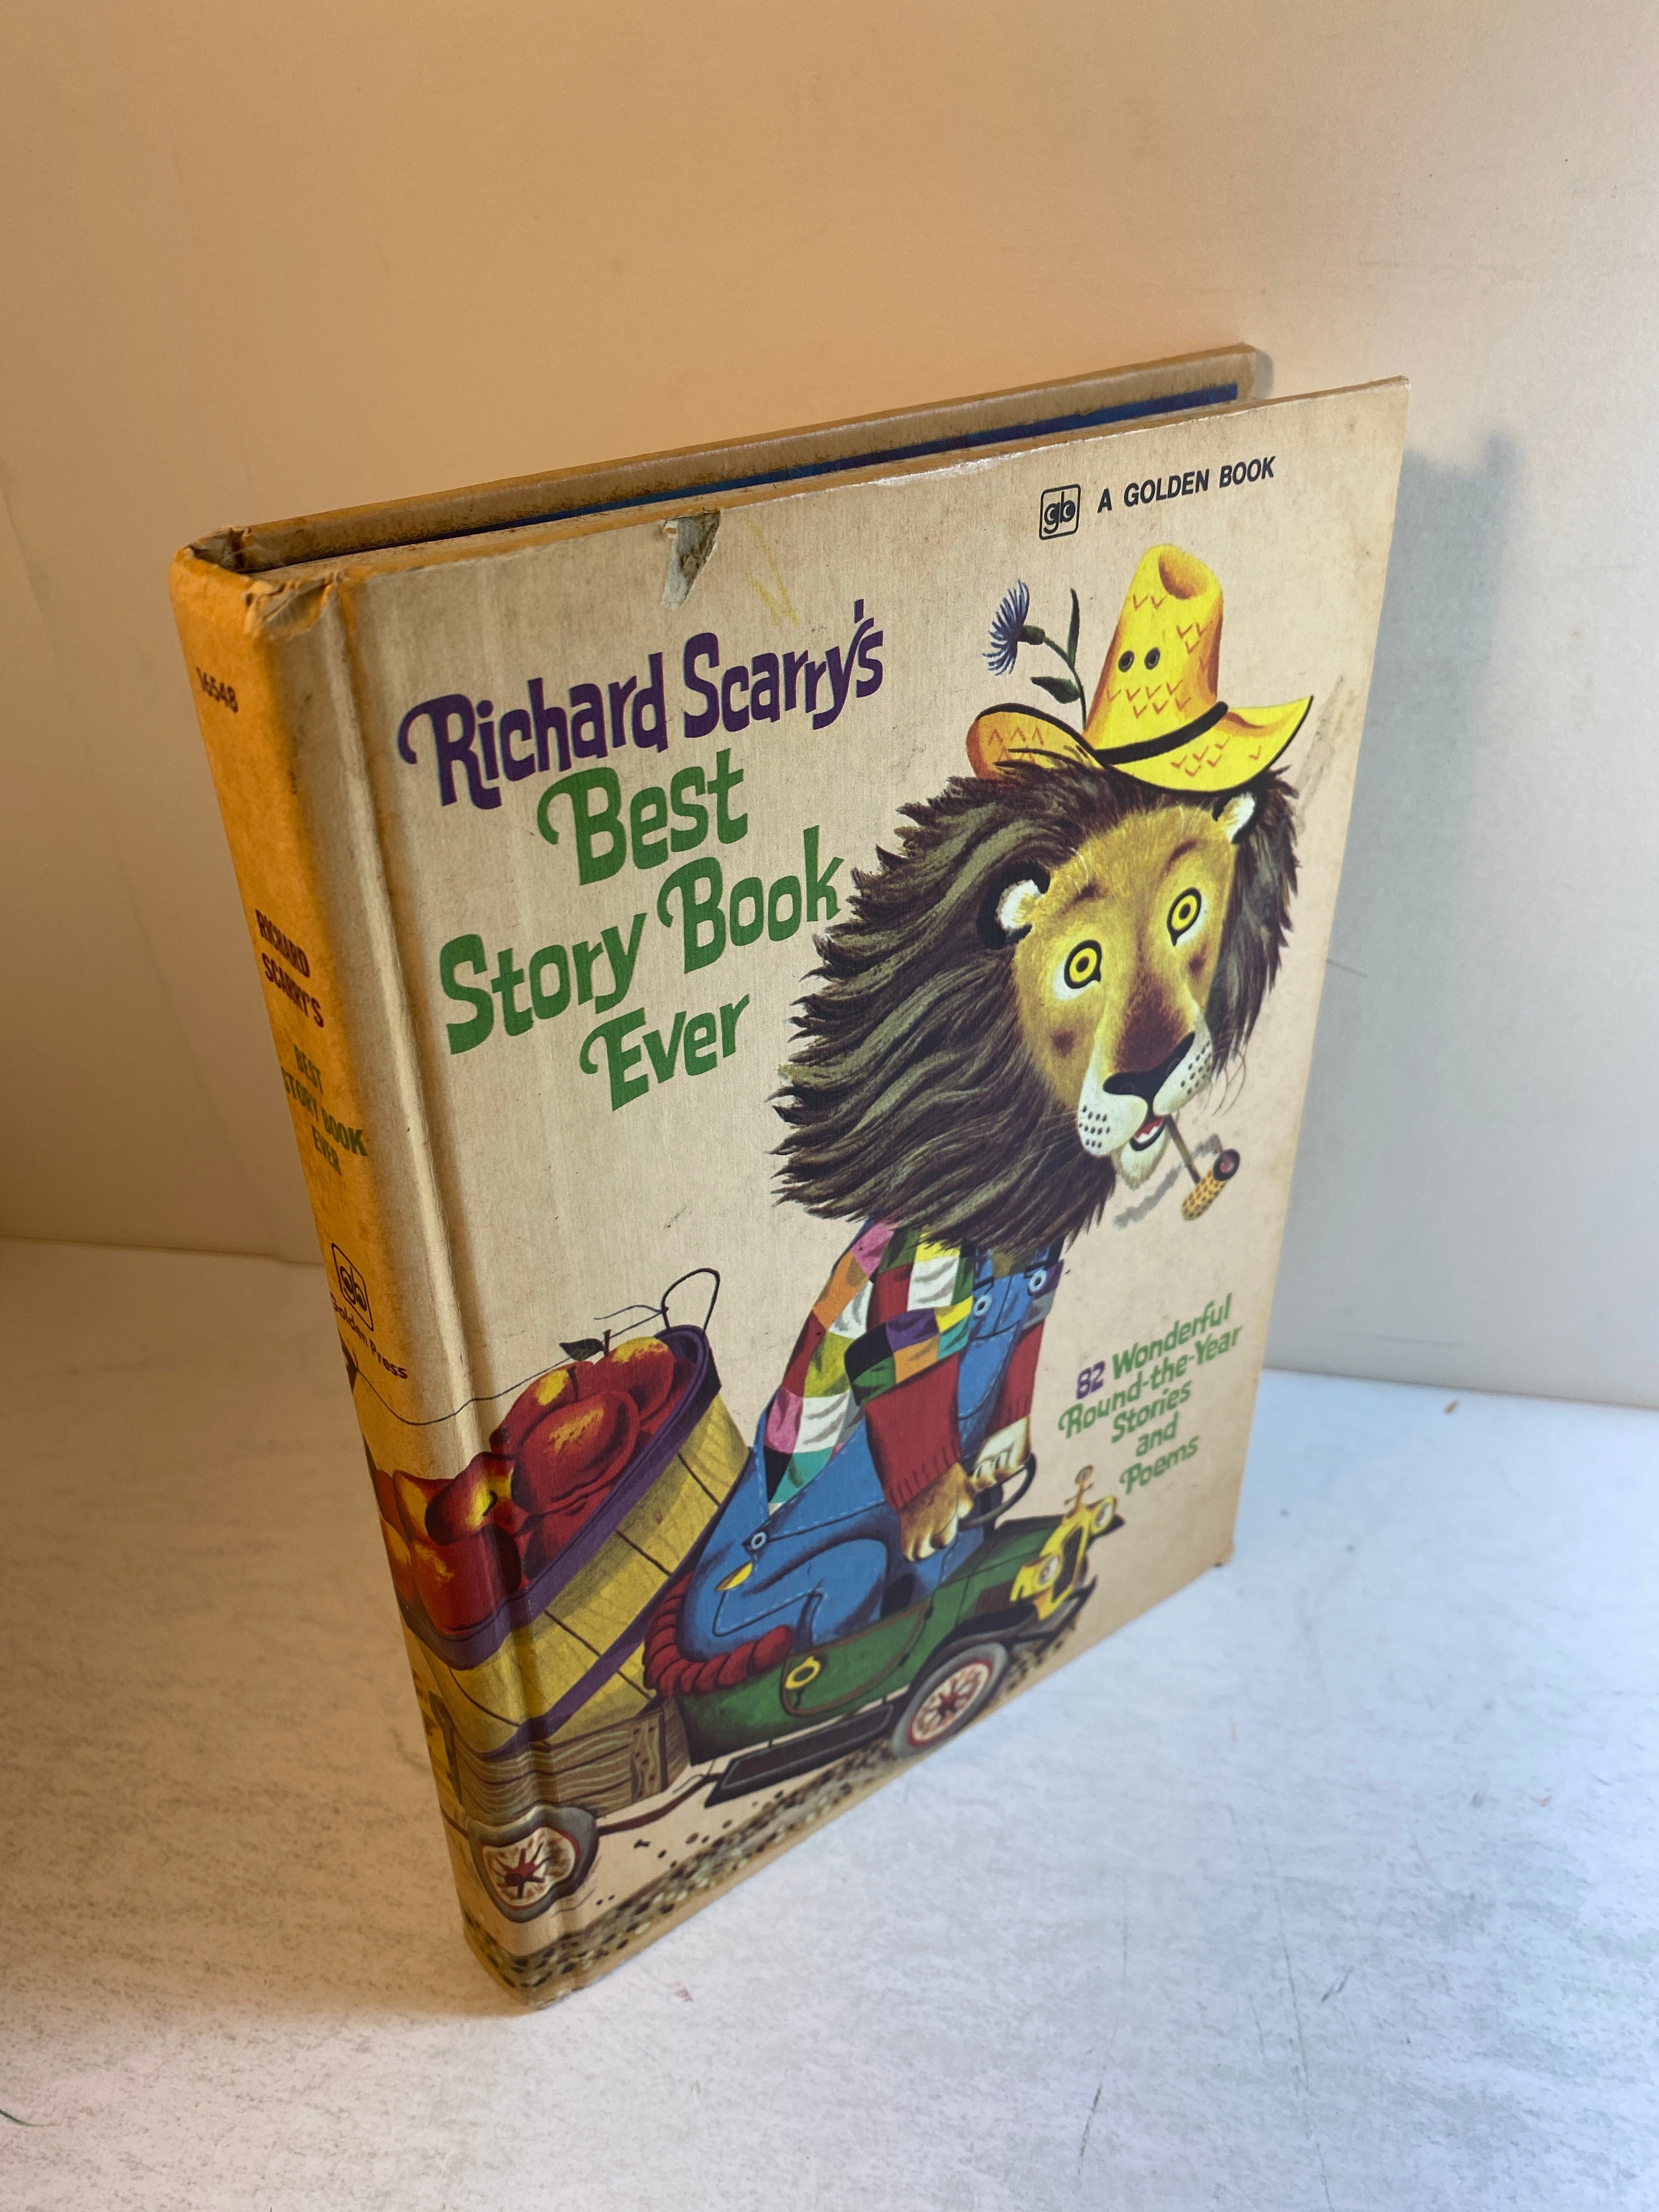 gb A GOLDEN BOOK
Richard Scarry's
Best
Story Book
Ever
82 Wonderful
Round-the-Year
Stories
and
Poems
16548
RICHARD
SCARRY'S
BEST
STORY BOOK
EVER
gb
Golden Press